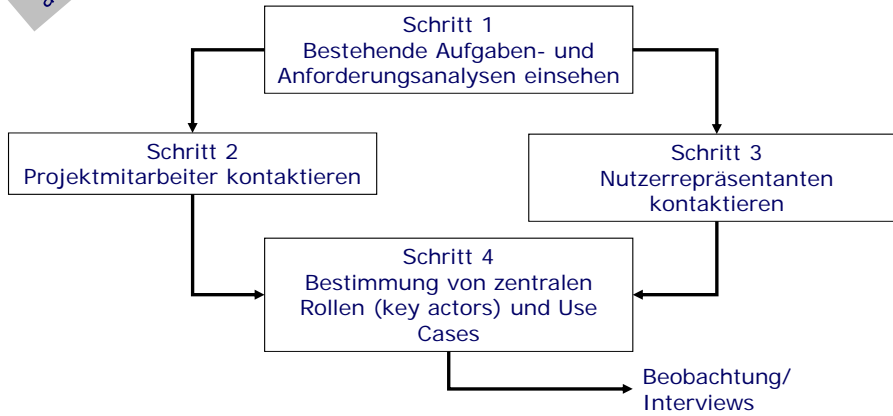 Schritt 1
Bestehende Aufgaben- und
Anforderungsanalysen einsehen
Schritt 2
Projektmitarbeiter kontaktieren
Schritt 3
Nutzerrepräsentanten
kontaktieren
Schritt 4
Bestimmung von zentralen
Rollen (key actors) und Use
Cases
Beobachtung/
Interviews